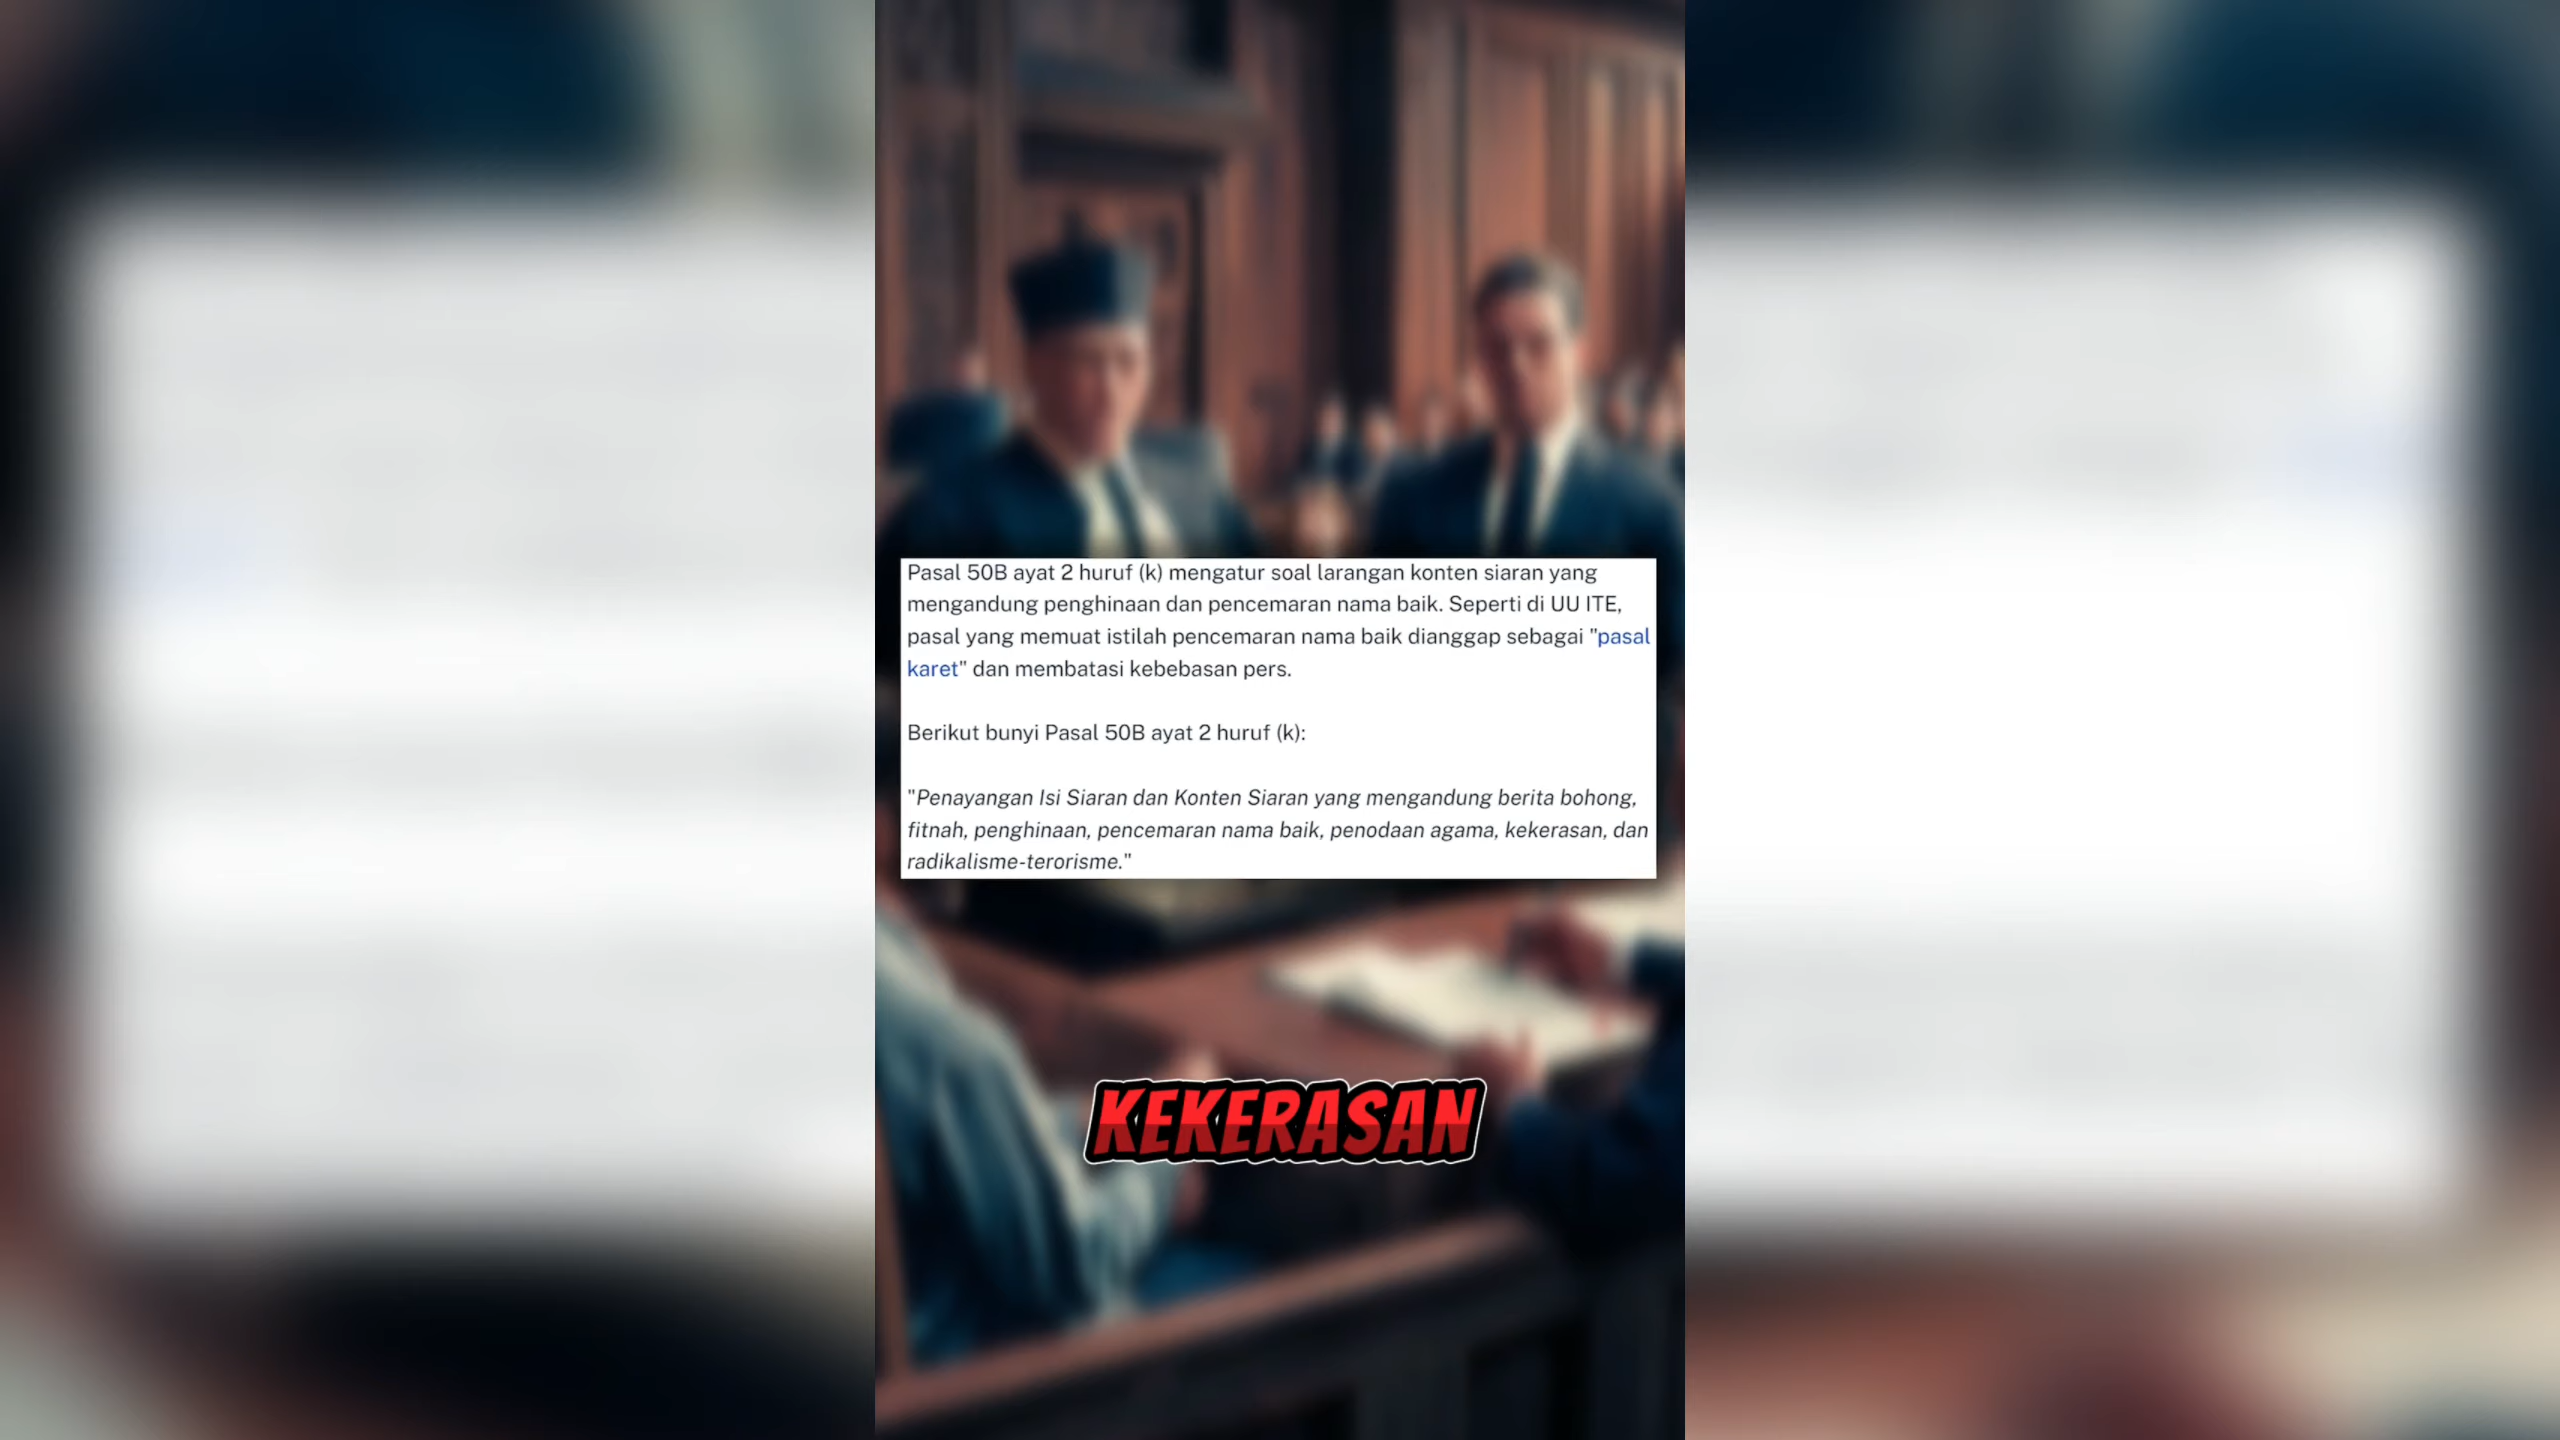 Pasal 50B ayat 2 huruf (k) mengatur soal larangan konten siaran yang
mengandung penghinaan dan pencemaran nama baik. Seperti di UU ITE,
pasal yang memuat istilah pencemaran nama baik dianggap sebagai "pasal
karet" dan membatasi kebebasan pers.
Berikut bunyi Pasal 50B ayat 2 huruf (k):
"Penayangan Isi Siaran dan Konten Siaran yang mengandung berita bohong,
fitnah, penghinaan, pencemaran nama baik, penodaan agama, kekerasan, dan
radikalisme-terorisme."
KEKERASAN